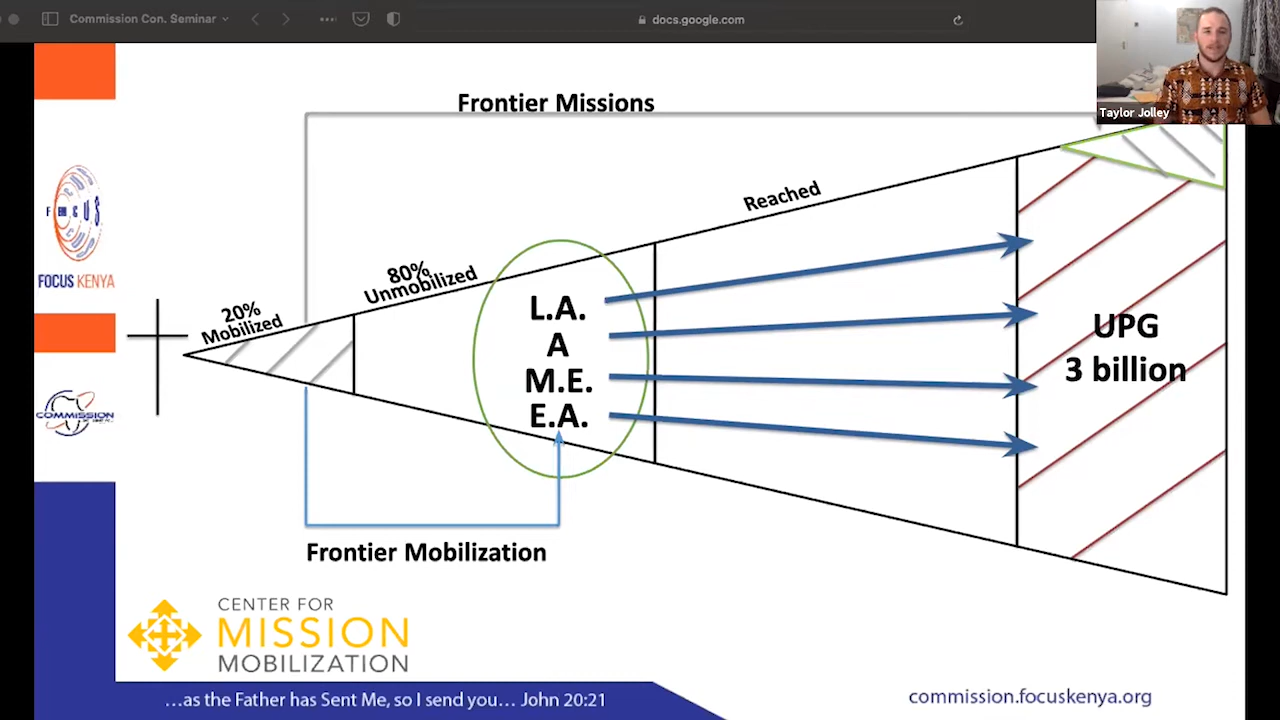 Commission Con. Seminar
docs.google.com
Taylor Jolley
Frontier Missions
Reached
80%
Unmobilized
20%
Mobilized
L.A.
A
M.E.
E.A.
UPG
3 billion
Frontier Mobilization
FOCUS
FOCUS KENYA
COMMISSION
CENTER FOR
MISSION
MOBILIZATION
...as the Father has Sent Me, so I send you... John 20:21
commission.focuskenya.org